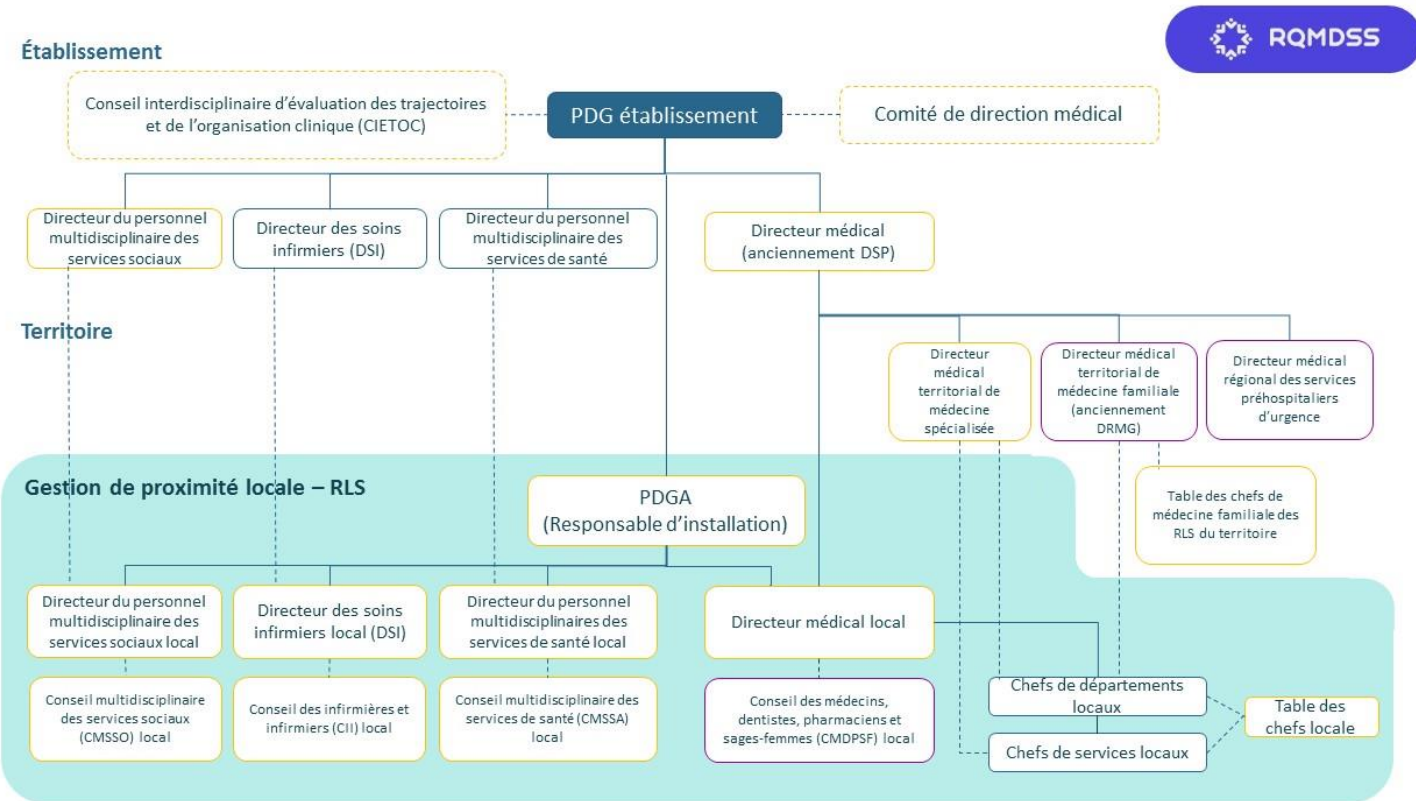 Établissement
RQMDSS
Conseil interdisciplinaire d'évaluation des trajectoires
et de l'organisation clinique (CIETOC)
PDG établissement
Comité de direction médical
Directeur du personnel
multidisciplinaire des
services sociaux
Directeur des soins
infirmiers (DSI)
Directeur du personnel
multidisciplinaire des
services de santé
Directeur médical
(anciennement DSP)
Territoire
Directeur
médical
territorial de
médecine
spécialisée
Directeur médical
territorial de
médecine familiale
(anciennement
DRMG)
Directeur médical
régional des services
préhospitaliers
d'urgence
Table des chefs de
médecine familiale des
RLS du territoire
Gestion de proximité locale – RLS
PDGA
(Responsable d'installation)
Directeur du personnel
multidisciplinaire des
services sociaux local
Directeur des soins
infirmiers local (DSI)
Directeur du personnel
multidisciplinaires des
services de santé local
Directeur médical local
Conseil multidisciplinaire
des services sociaux
(CMSSO) local
Conseil des infirmières et
infirmiers (CII) local
Conseil multidisciplinaire des
services de santé (CMSSA)
local
Conseil des médecins,
dentistes, pharmaciens et
sages-femmes (CMDPSF) local
Chefs de départements
locaux
Chefs de services locaux
Table des
chefs locale